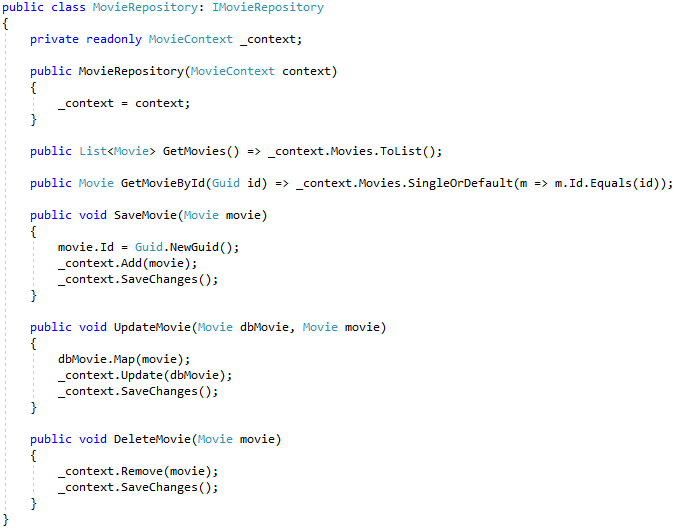 public class MovieRepository: IMovieRepository
{
    private readonly MovieContext _context;

    public MovieRepository(MovieContext context)
    {
        _context = context;
    }

    public List<Movie> GetMovies() => _context.Movies.ToList();

    public Movie GetMovieById(Guid id) => _context.Movies.SingleOrDefault(m => m.Id.Equals(id));

    public void SaveMovie(Movie movie)
    {
        movie.Id = Guid.NewGuid();
        _context.Add(movie);
        _context.SaveChanges();
    }

    public void UpdateMovie(Movie dbMovie, Movie movie)
    {
        dbMovie.Map(movie);
        _context.Update(dbMovie);
        _context.SaveChanges();
    }

    public void DeleteMovie(Movie movie)
    {
        _context.Remove(movie);
        _context.SaveChanges();
    }
}